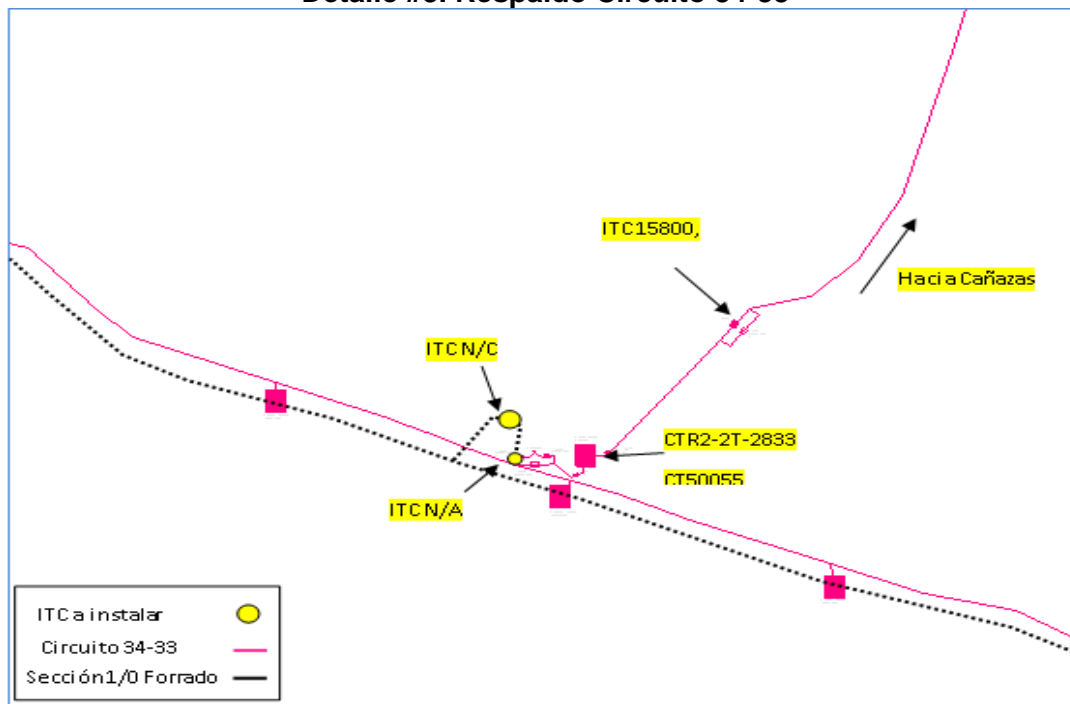 ITC15800,
Hacia Cañazas
ITC N/C
CTR2-2T-2833
CT50055
ITC N/A
ITC a instalar
Circuito 34-33
Sección 1/0 Forrado